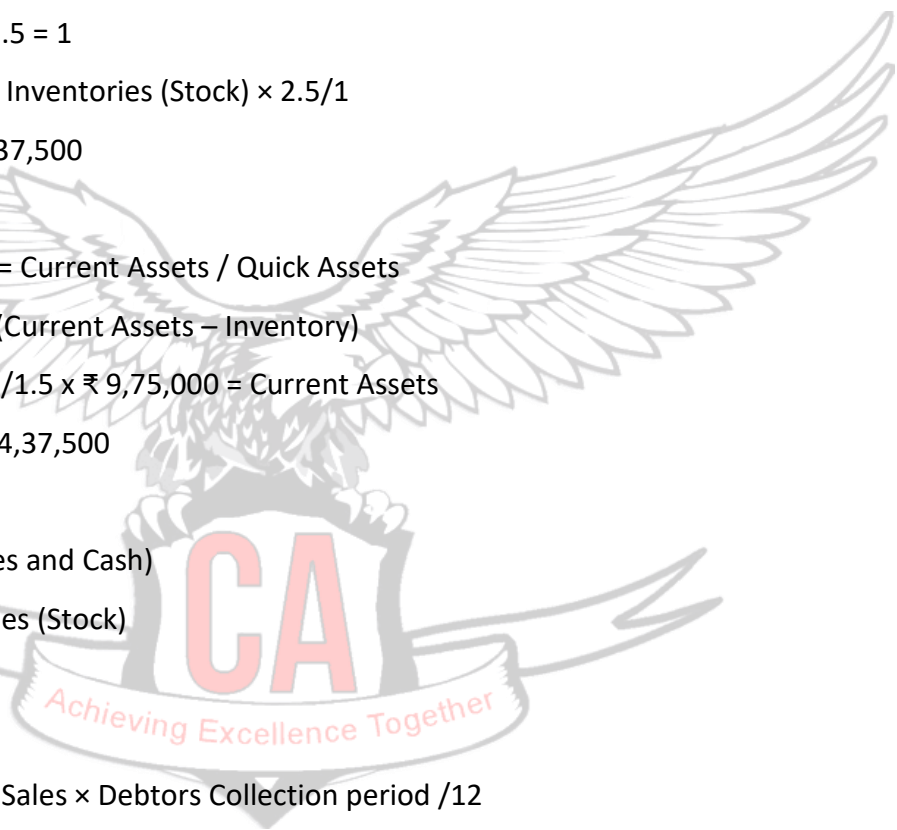 .5 = 1
Inventories (Stock) × 2.5/1
37,500
= Current Assets / Quick Assets
(Current Assets – Inventory)
/1.5 x ₹ 9,75,000 = Current Assets
4,37,500
es and Cash)
es (Stock)
CA
Achieving Excellence Together
Sales × Debtors Collection period /12